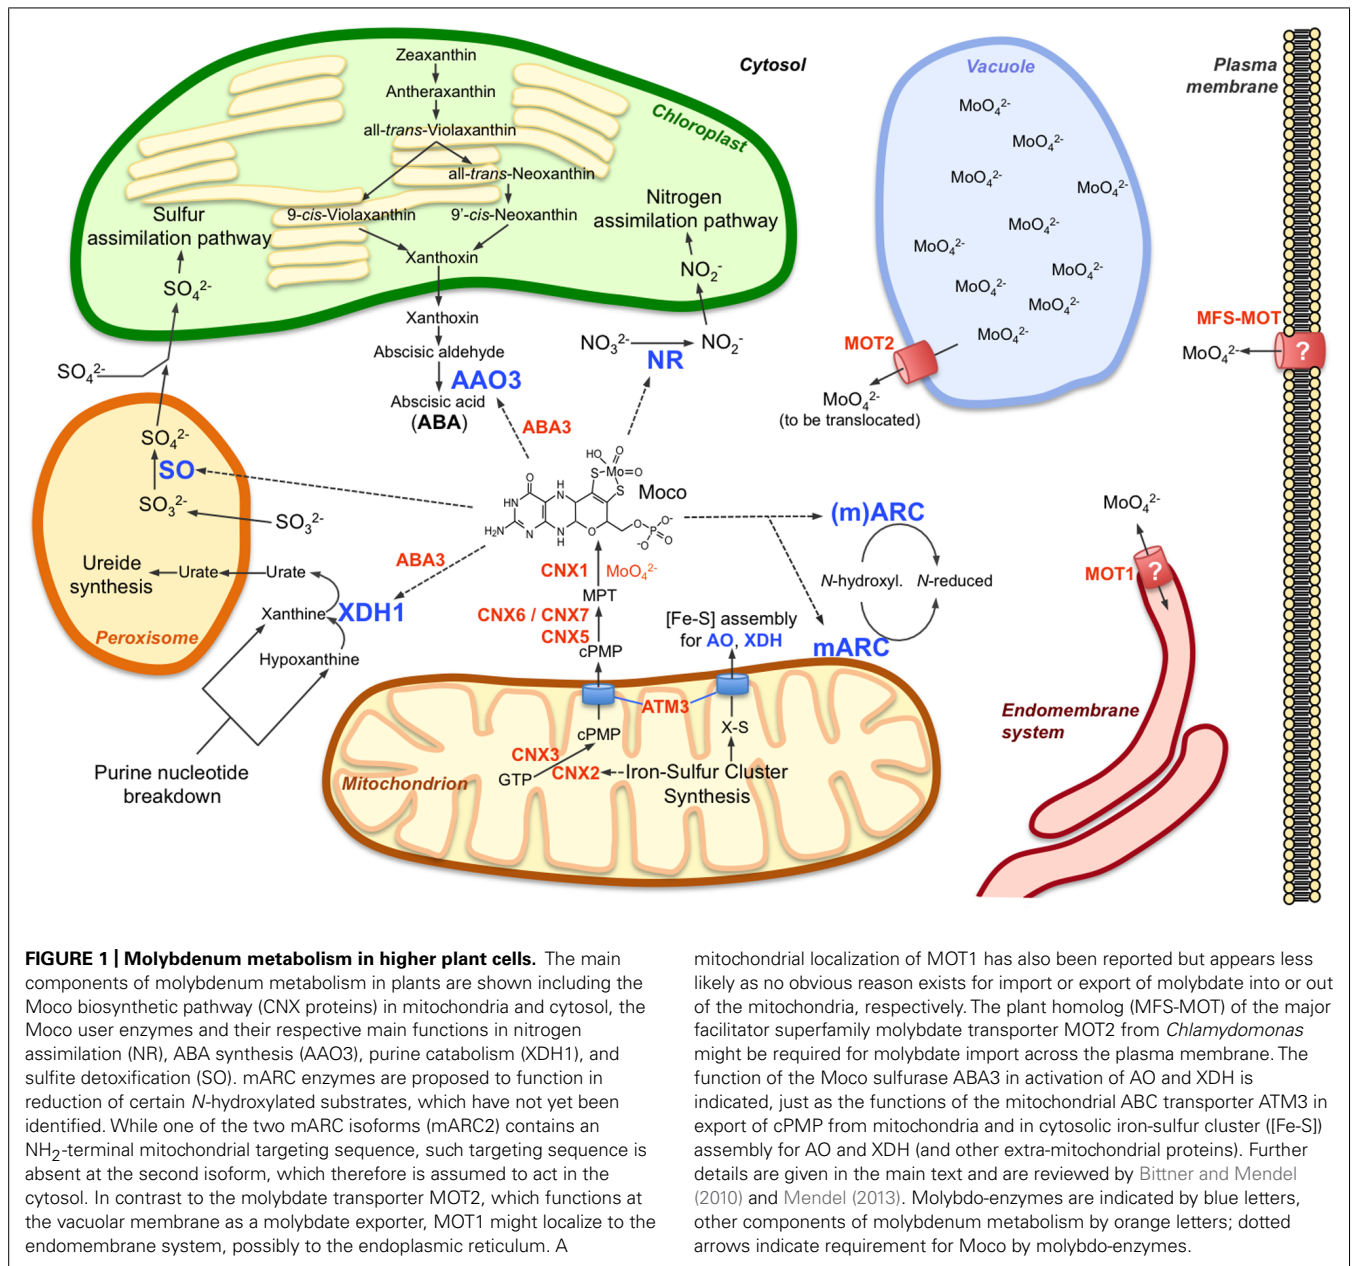 Zeaxanthin
Antheraxanthin
all-trans-Violaxanthin
all-trans-Neoxanthin
9-cis-Violaxanthin
9'-cis-Neoxanthin
Xanthoxin
Chloroplast
Sulfur
assimilation pathway
SO₄²⁻
Nitrogen
assimilation pathway
NO₂⁻
Cytosol
Vacuole
MoO₄²⁻
MoO₄²⁻
MoO₄²⁻
MoO₄²⁻
MoO₄²⁻
MoO₄²⁻
MoO₄²⁻
MoO₄²⁻
MoO₄²⁻
MoO₄²⁻
Plasma
membrane
Xanthoxin
Abscisic aldehyde
AAO3
Abscisic acid
(ABA)
ABA3
NO₃⁻
NR
NO₂⁻
MOT2
MoO₄²⁻
(to be translocated)
MFS-MOT
MoO₄²⁻
?
SO₄²⁻
SO₄²⁻
SO
SO₃²⁻
SO₃²⁻
Ureide
synthesis
Urate
Urate
Peroxisome
Xanthine
XDH1
Hypoxanthine
ABA3
Purine nucleotide
breakdown
O
HN
H₂N
N
H
N
H
N
O
HO
O
S
Mo
O
S
O
P
O⁻
⁻O
O
Moco
CNX1
MoO₄²⁻
MPT
CNX6 / CNX7
CNX5
cPMP
[Fe-S] assembly
for AO, XDH
(m)ARC
N-hydroxyl.
N-reduced
mARC
MoO₄²⁻
MOT1
?
Endomembrane
system
ATM3
cPMP
X-S
CNX3
GTP
CNX2
Iron-Sulfur Cluster
Synthesis
Mitochondrion
FIGURE 1 | Molybdenum metabolism in higher plant cells. The main
components of molybdenum metabolism in plants are shown including the
Moco biosynthetic pathway (CNX proteins) in mitochondria and cytosol, the
Moco user enzymes and their respective main functions in nitrogen
assimilation (NR), ABA synthesis (AAO3), purine catabolism (XDH1), and
sulfite detoxification (SO). mARC enzymes are proposed to function in
reduction of certain N-hydroxylated substrates, which have not yet been
identified. While one of the two mARC isoforms (mARC2) contains an
NH₂-terminal mitochondrial targeting sequence, such targeting sequence is
absent at the second isoform, which therefore is assumed to act in the
cytosol. In contrast to the molybdate transporter MOT2, which functions at
the vacuolar membrane as a molybdate exporter, MOT1 might localize to the
endomembrane system, possibly to the endoplasmic reticulum. A
mitochondrial localization of MOT1 has also been reported but appears less
likely as no obvious reason exists for import or export of molybdate into or out
of the mitochondria, respectively. The plant homolog (MFS-MOT) of the major
facilitator superfamily molybdate transporter MOT2 from Chlamydomonas
might be required for molybdate import across the plasma membrane. The
function of the Moco sulfurase ABA3 in activation of AO and XDH is
indicated, just as the functions of the mitochondrial ABC transporter ATM3 in
export of cPMP from mitochondria and in cytosolic iron-sulfur cluster ([Fe-S])
assembly for AO and XDH (and other extra-mitochondrial proteins). Further
details are given in the main text and are reviewed by Bittner and Mendel
(2010) and Mendel (2013). Molybdo-enzymes are indicated by blue letters,
other components of molybdenum metabolism by orange letters; dotted
arrows indicate requirement for Moco by molybdo-enzymes.